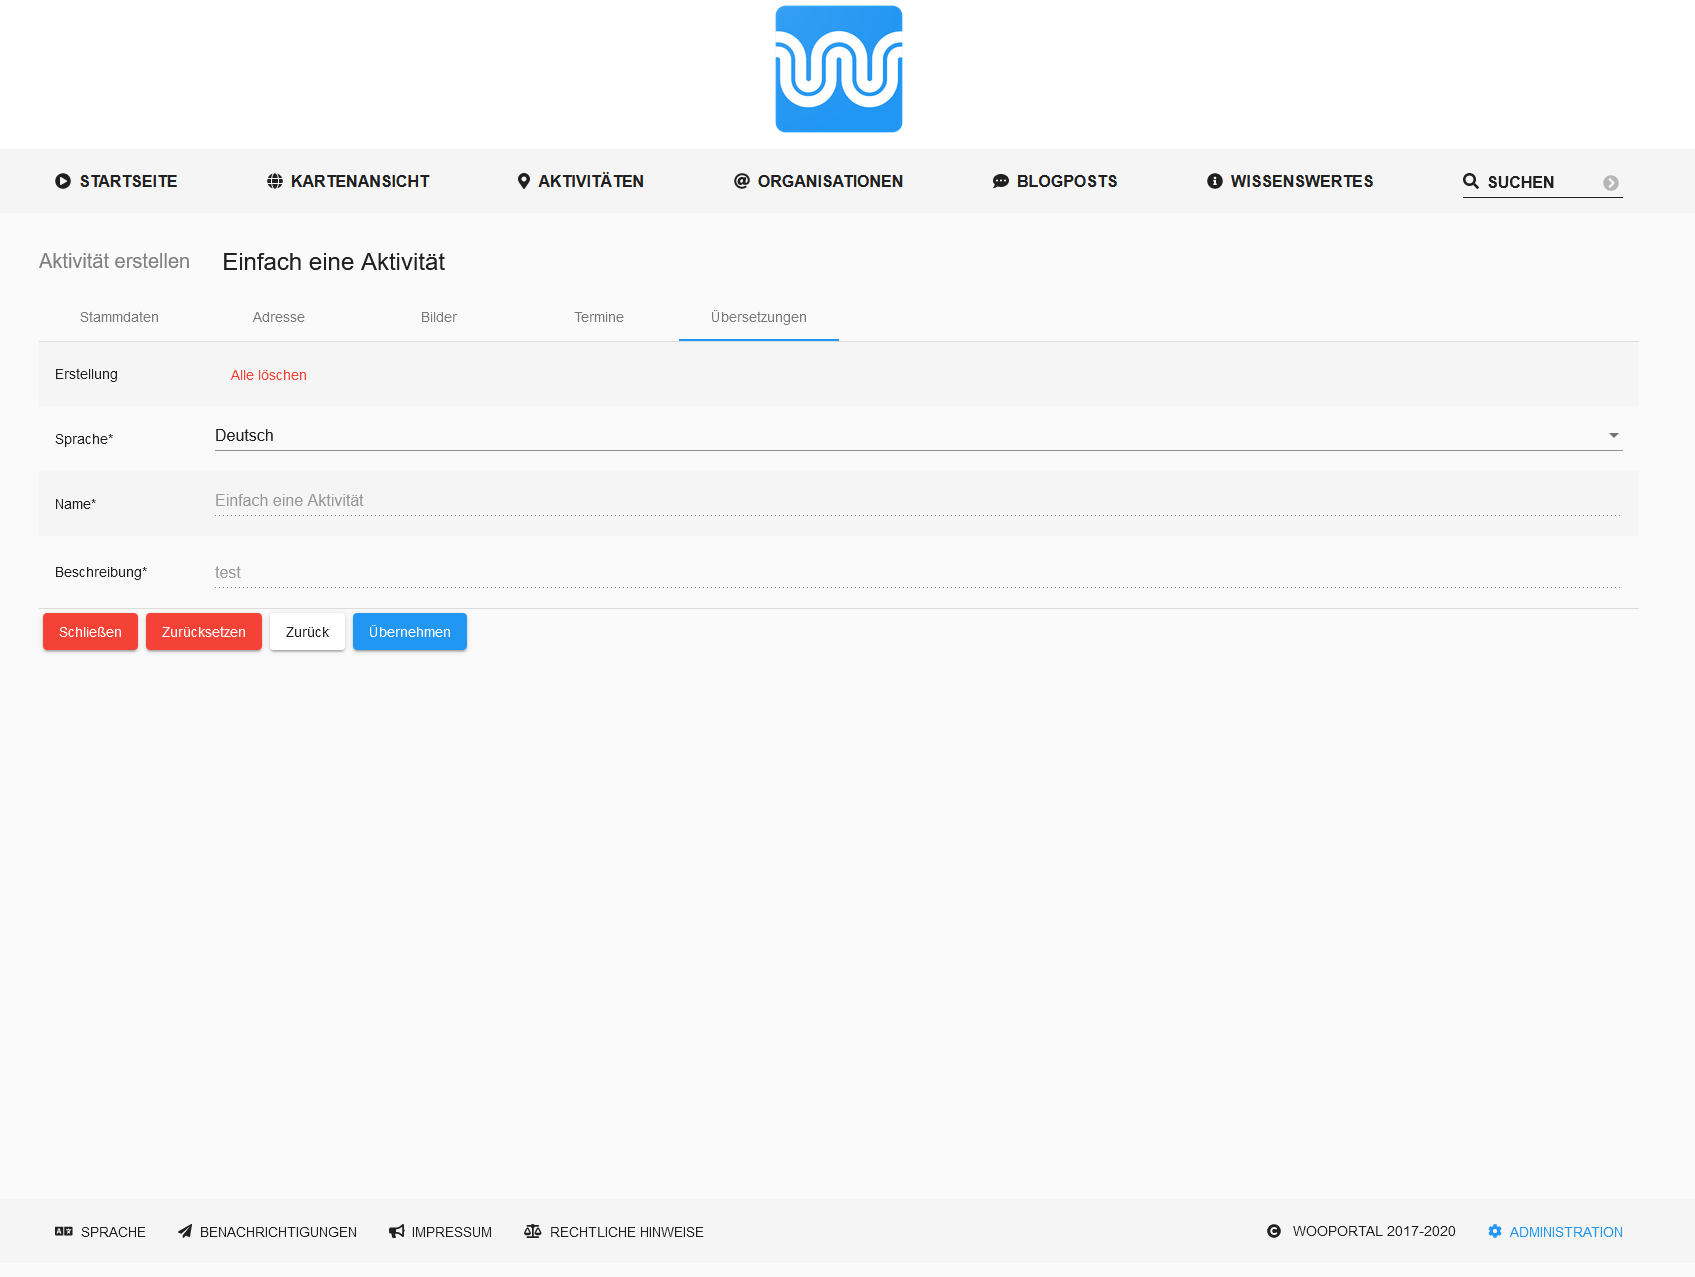 STARTSEITE KARTENANSICHT AKTIVITÄTEN @ ORGANISATIONEN BLOGPOSTS WISSENSWERTES SUCHEN
Aktivität erstellen Einfach eine Aktivität
Stammdaten Adresse Bilder Termine Übersetzungen
Erstellung Alle löschen
Sprache* Deutsch
Name* Einfach eine Aktivität
Beschreibung* test
Schließen Zurücksetzen Zurück Übernehmen
SPRACHE BENACHRICHTIGUNGEN IMPRESSUM RECHTLICHE HINWEISE WOOPORTAL 2017-2020 ADMINISTRATION